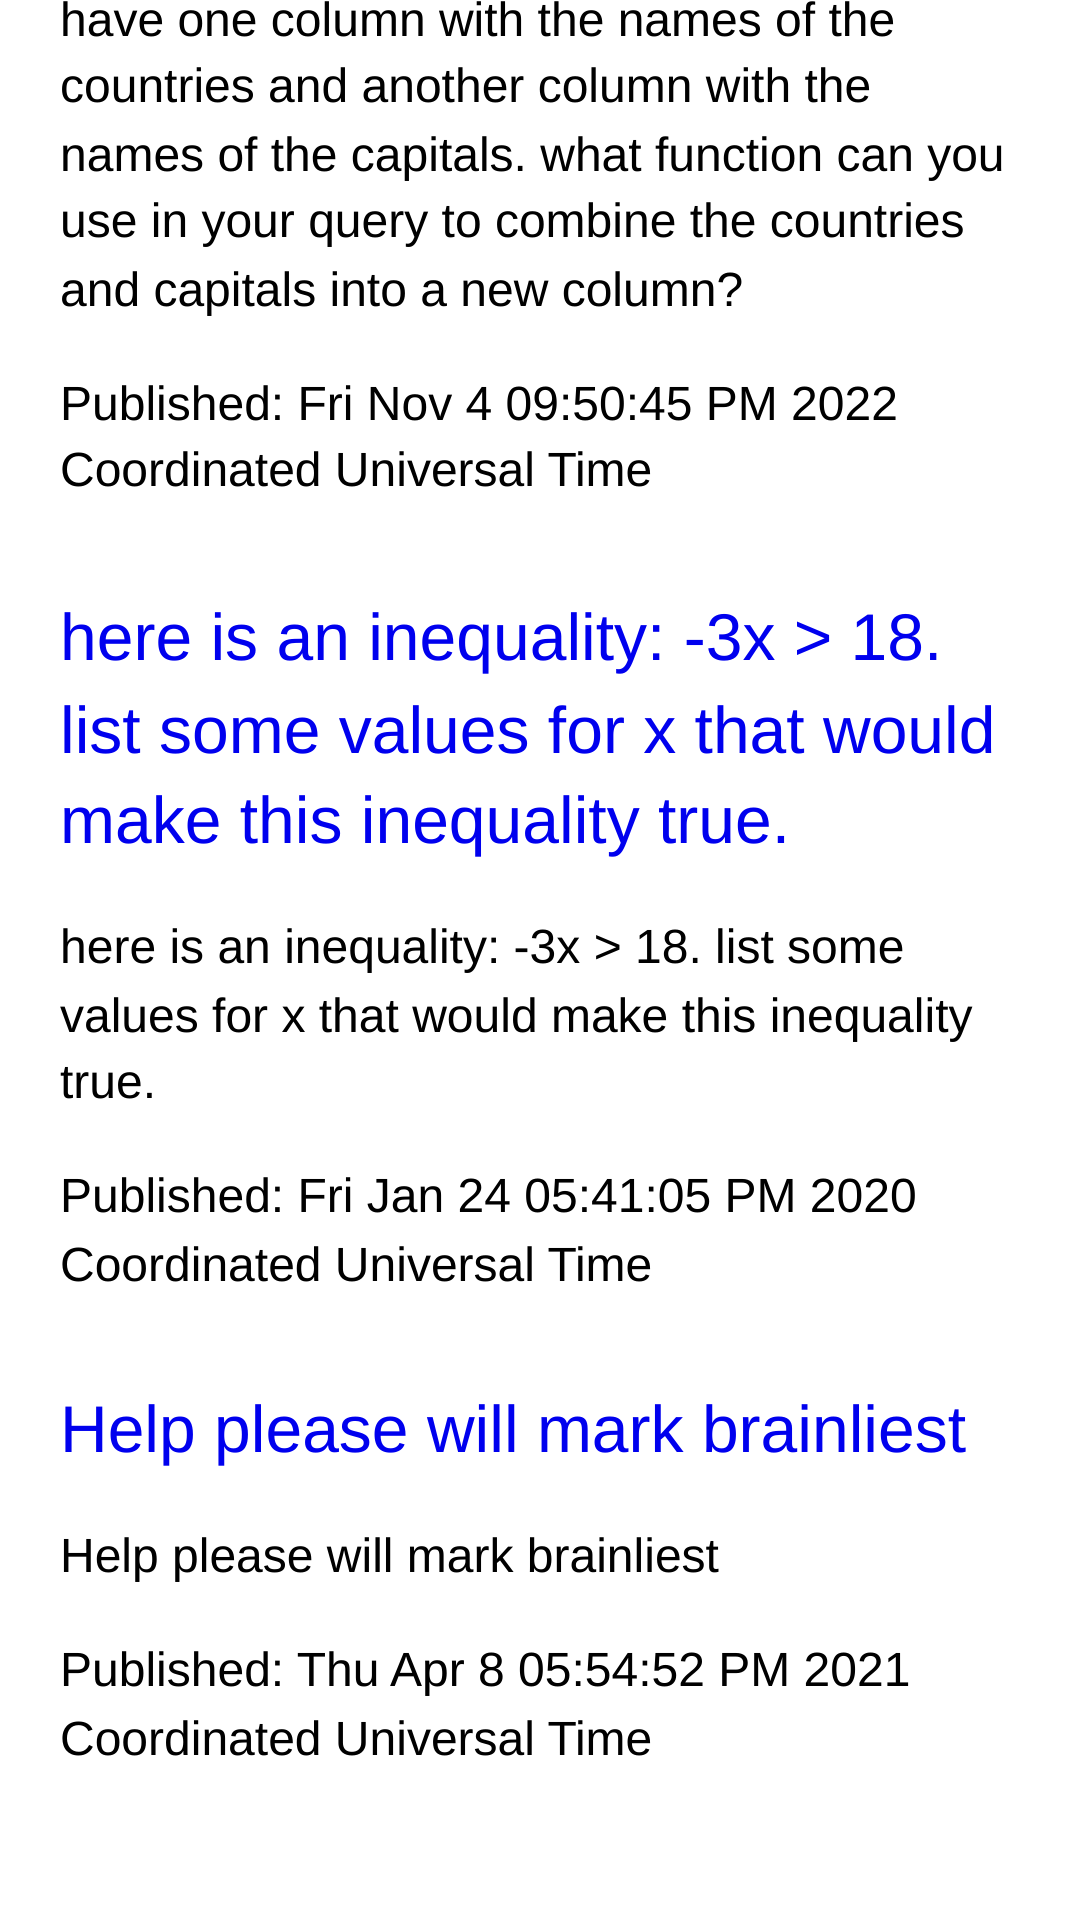 have one column with the names of the
countries and another column with the
names of the capitals. what function can you
use in your query to combine the countries
and capitals into a new column?
Published: Fri Nov 4 09:50:45 PM 2022
Coordinated Universal Time
here is an inequality: -3x > 18.
list some values for x that would
make this inequality true.
here is an inequality: -3x > 18. list some
values for x that would make this inequality
true.
Published: Fri Jan 24 05:41:05 PM 2020
Coordinated Universal Time
Help please will mark brainliest
Help please will mark brainliest
Published: Thu Apr 8 05:54:52 PM 2021
Coordinated Universal Time